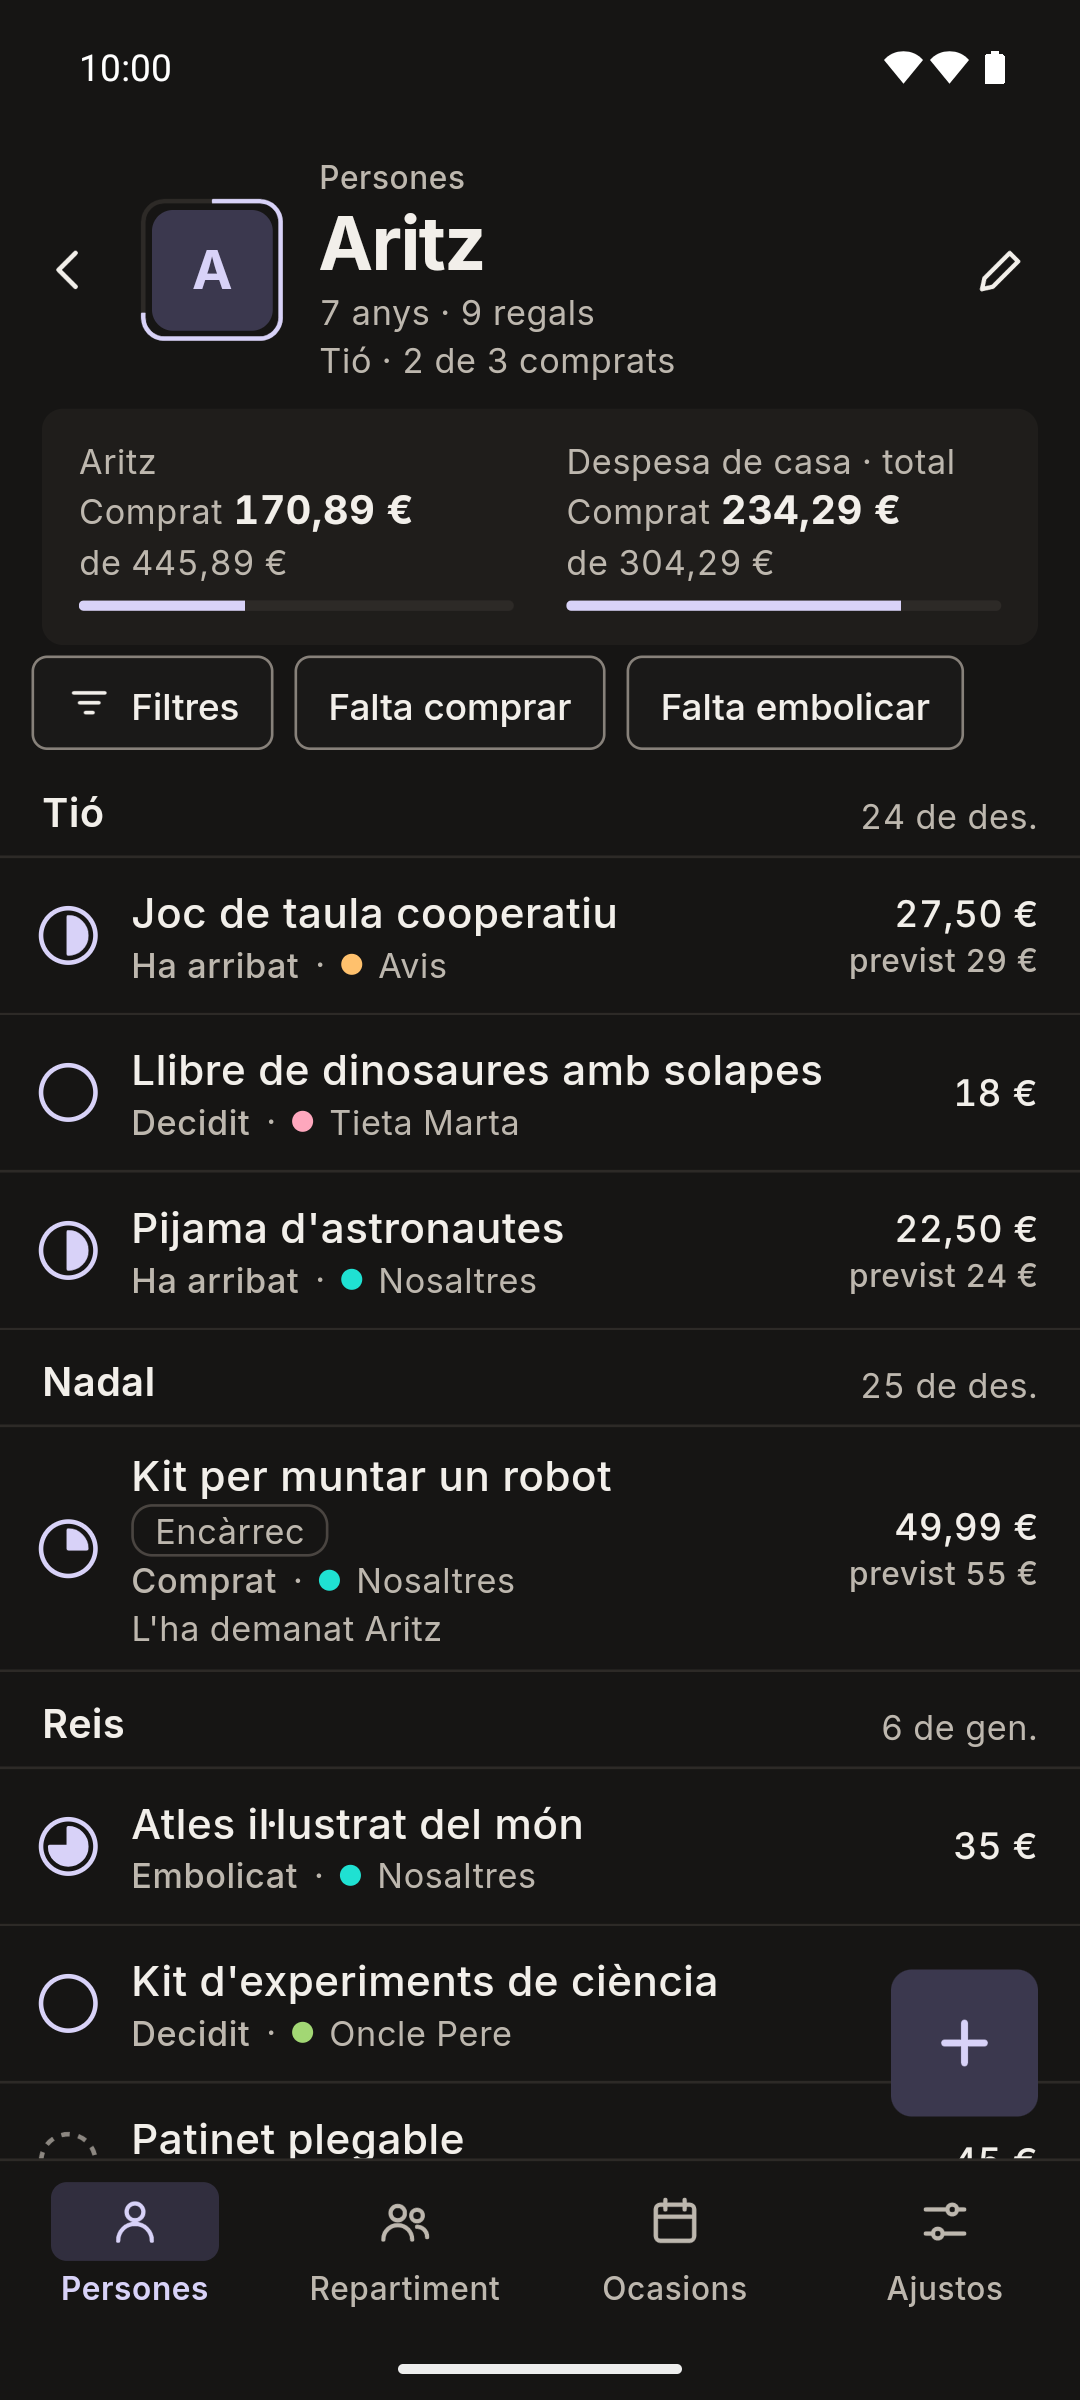 10:00
Persones
A
Aritz
7 anys · 9 regals
Tió · 2 de 3 comprats
Aritz
Comprat 170,89 €
de 445,89 €
Despesa de casa · total
Comprat 234,29 €
de 304,29 €
Filtres
Falta comprar
Falta embolicar
Tió
24 de des.
Joc de taula cooperatiu
27,50 €
Ha arribat · Avis
previst 29 €
Llibre de dinosaures amb solapes
18 €
Decidit · Tieta Marta
Pijama d'astronautes
22,50 €
Ha arribat · Nosaltres
previst 24 €
Nadal
25 de des.
Kit per muntar un robot
Encàrrec
49,99 €
Comprat · Nosaltres
previst 55 €
L'ha demanat Aritz
Reis
6 de gen.
Atles il·lustrat del món
35 €
Embolicat · Nosaltres
Kit d'experiments de ciència
Decidit · Oncle Pere
Patinet plegable
45 €
Persones
Repartiment
Ocasions
Ajustos